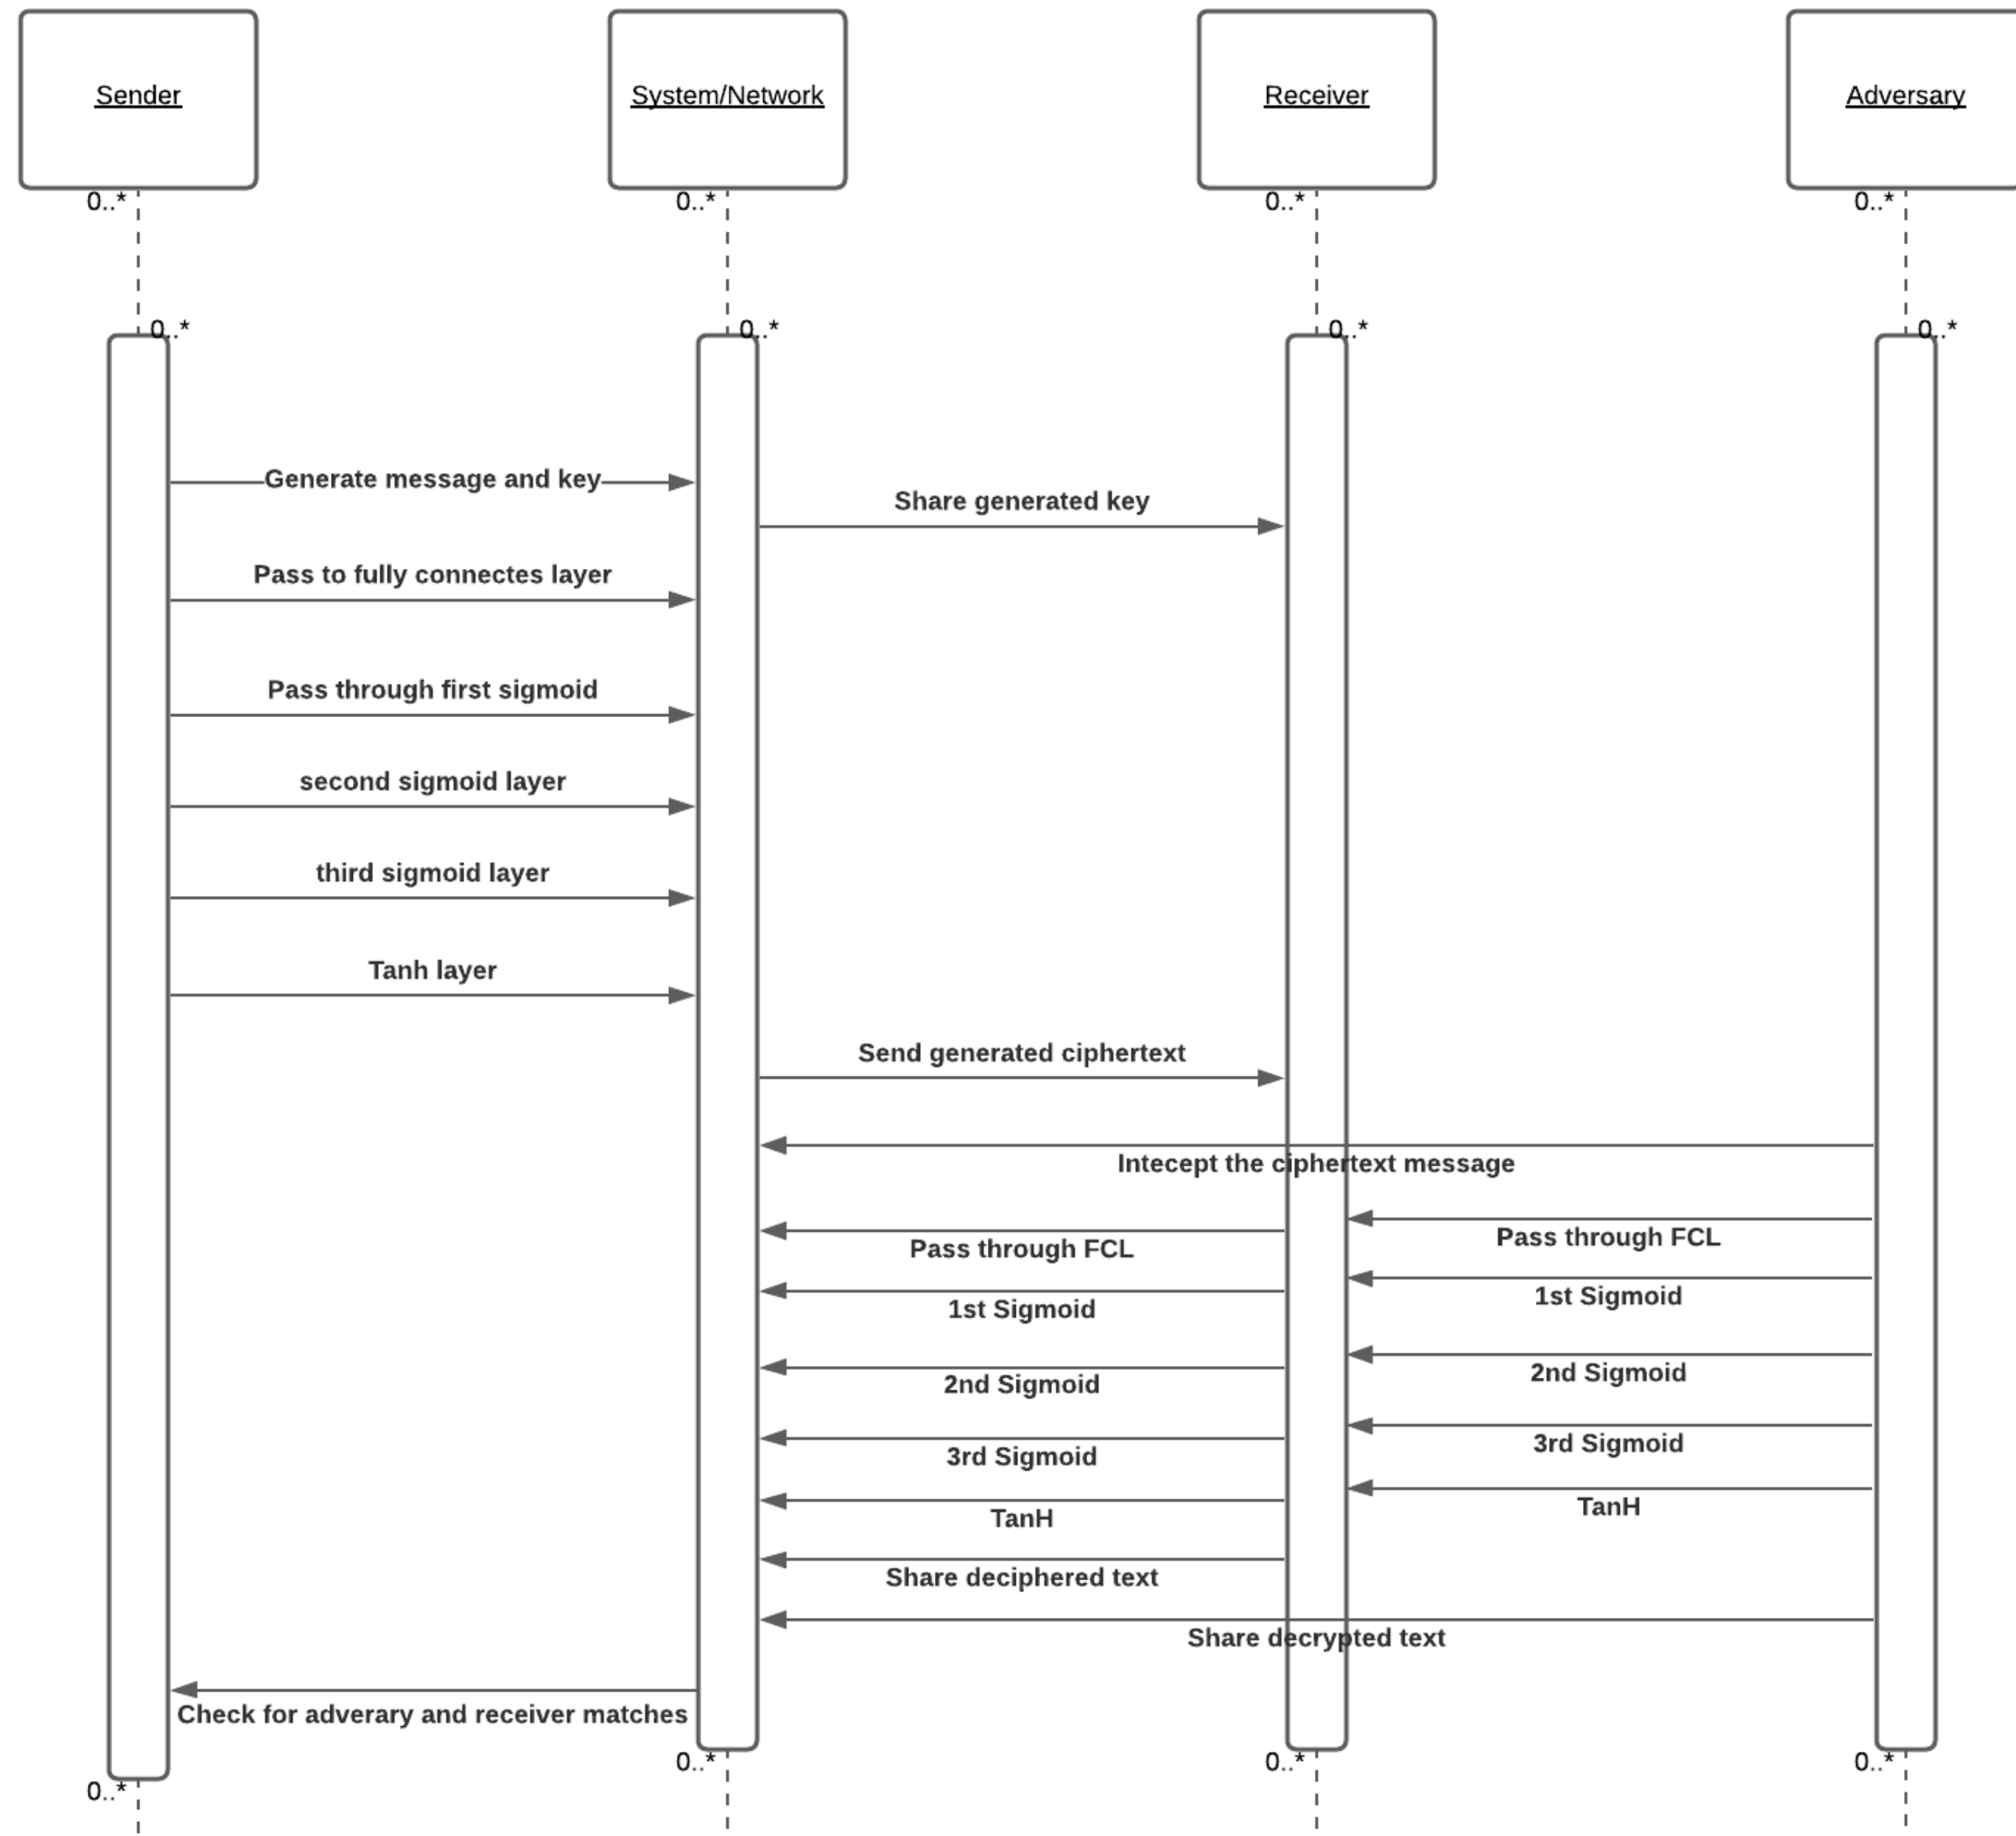 Sender
System/Network
Receiver
Adversary
0..*
0..*
0..*
0..*
0..*
0..*
0..*
0..*
Generate message and key
Share generated key
Pass to fully connectes layer
Pass through first sigmoid
second sigmoid layer
third sigmoid layer
Tanh layer
Send generated ciphertext
Intecept the ciphertext message
Pass through FCL
Pass through FCL
1st Sigmoid
1st Sigmoid
2nd Sigmoid
2nd Sigmoid
3rd Sigmoid
3rd Sigmoid
TanH
TanH
Share deciphered text
Share decrypted text
Check for adverary and receiver matches
0..*
0..*
0..*
0..*